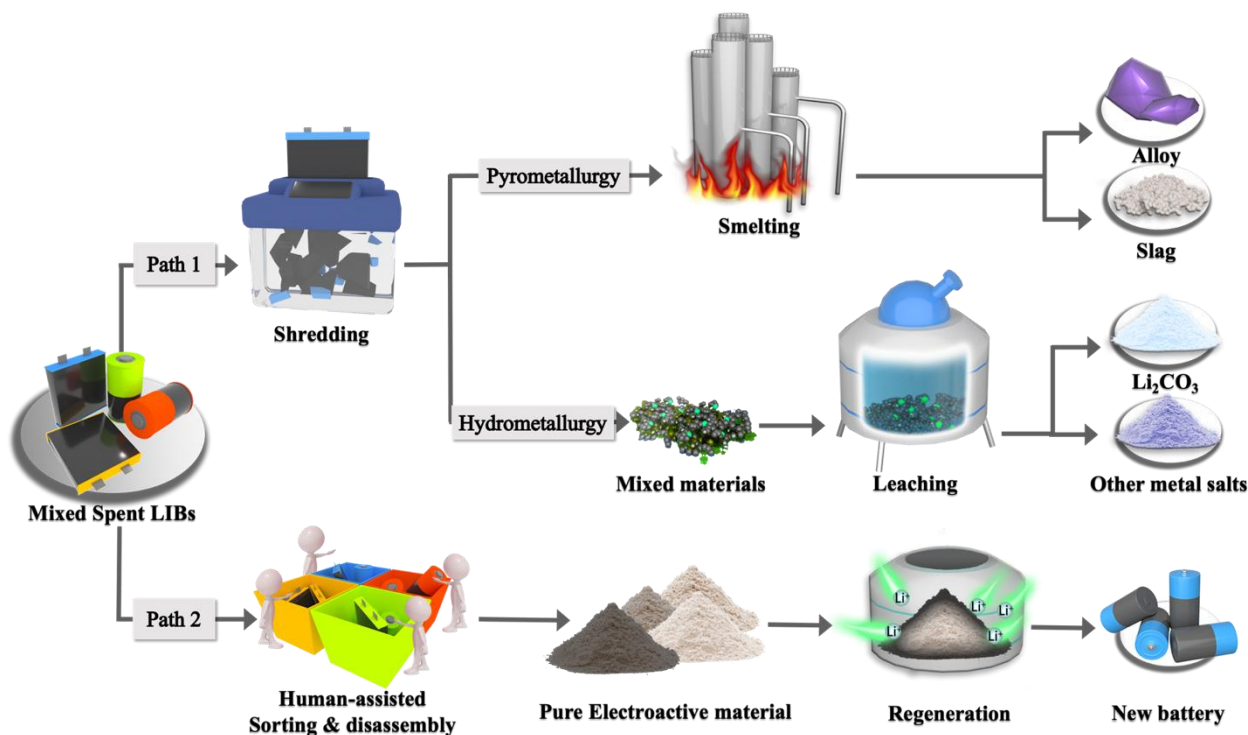 Pyrometallurgy
Smelting
Alloy
Slag
Path 1
Shredding
Hydrometallurgy
Mixed materials
Leaching
Li₂CO₃
Other metal salts
Mixed Spent LIBs
Path 2
Human-assisted
Sorting & disassembly
Pure Electroactive material
Li⁺
Li⁺
Li⁺
Li⁺
Li⁺
Regeneration
New battery